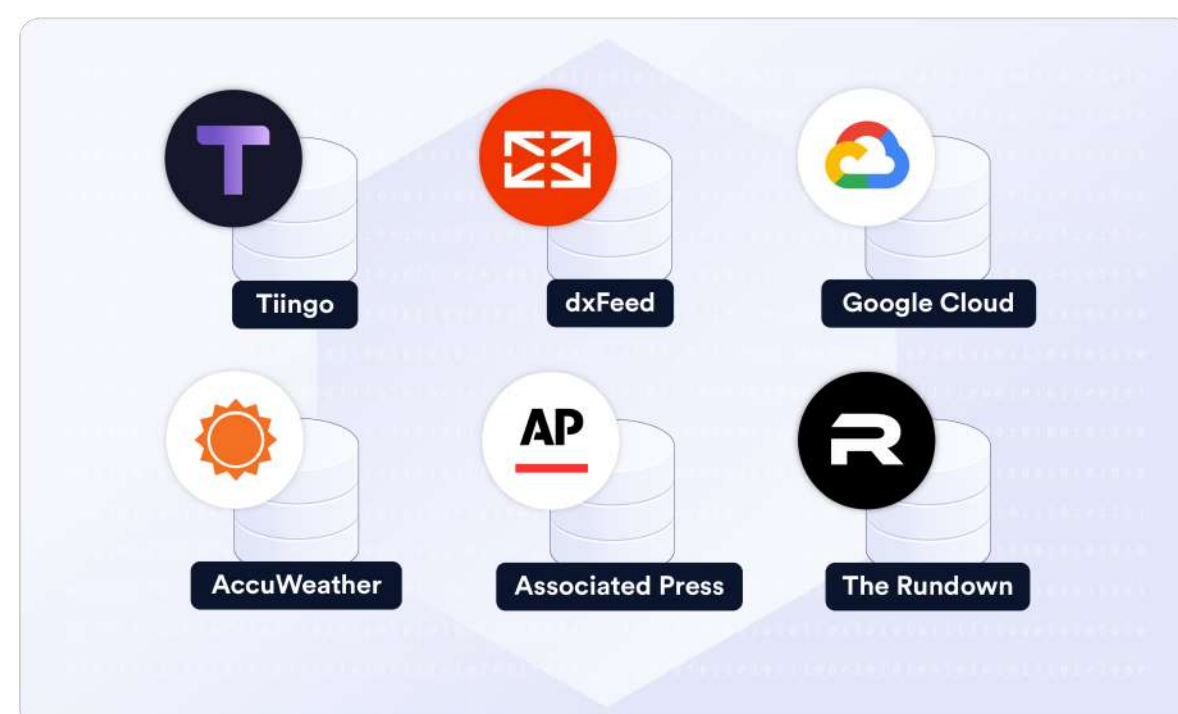 T
Tiingo
dxFeed
Google Cloud
AccuWeather
AP
Associated Press
R
The Rundown